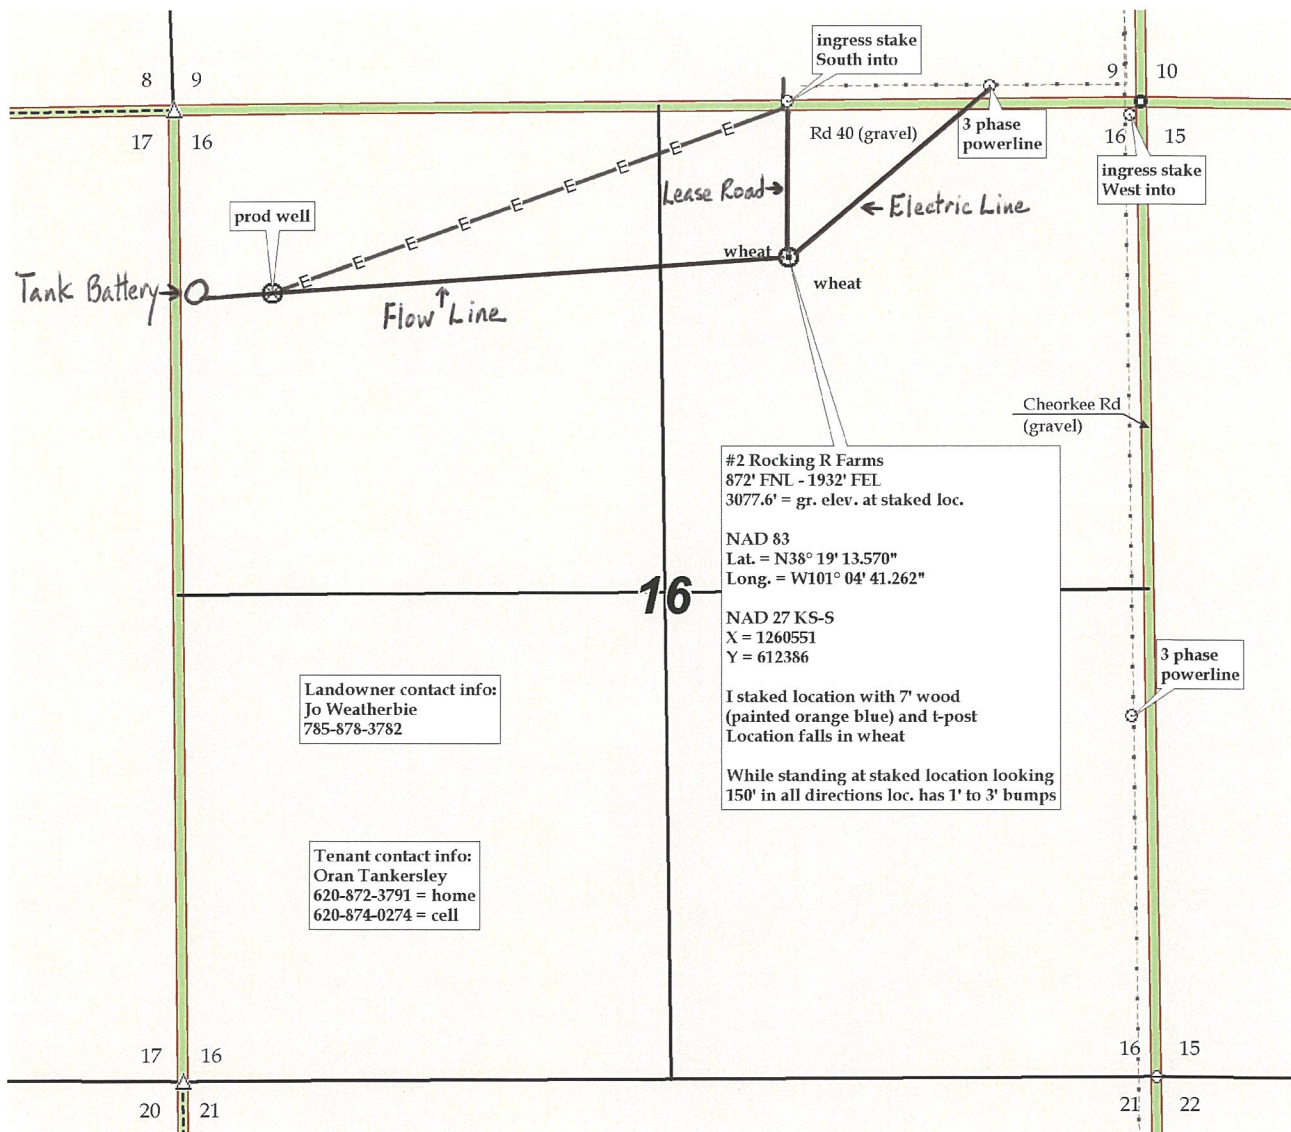 ingress stake
South into
8
9
9
10
17
16
Rd 40 (gravel)
3 phase
powerline
16
15
ingress stake
West into
Lease Road
Electric Line
prod well
E
E
E
E
E
E
E
E
E
wheat
wheat
Tank Battery
Flow Line
Cheorkee Rd
(gravel)
#2 Rocking R Farms
872' FNL - 1932' FEL
3077.6' = gr. elev. at staked loc.
NAD 83
Lat. = N38° 19' 13.570"
Long. = W101° 04' 41.262"
NAD 27 KS-S
X = 1260551
Y = 612386
I staked location with 7' wood
(painted orange blue) and t-post
Location falls in wheat
While standing at staked location looking
150' in all directions loc. has 1' to 3' bumps
16
3 phase
powerline
Landowner contact info:
Jo Weatherbie
785-878-3782
Tenant contact info:
Oran Tankersley
620-872-3791 = home
620-874-0274 = cell
17
16
16
15
20
21
21
22